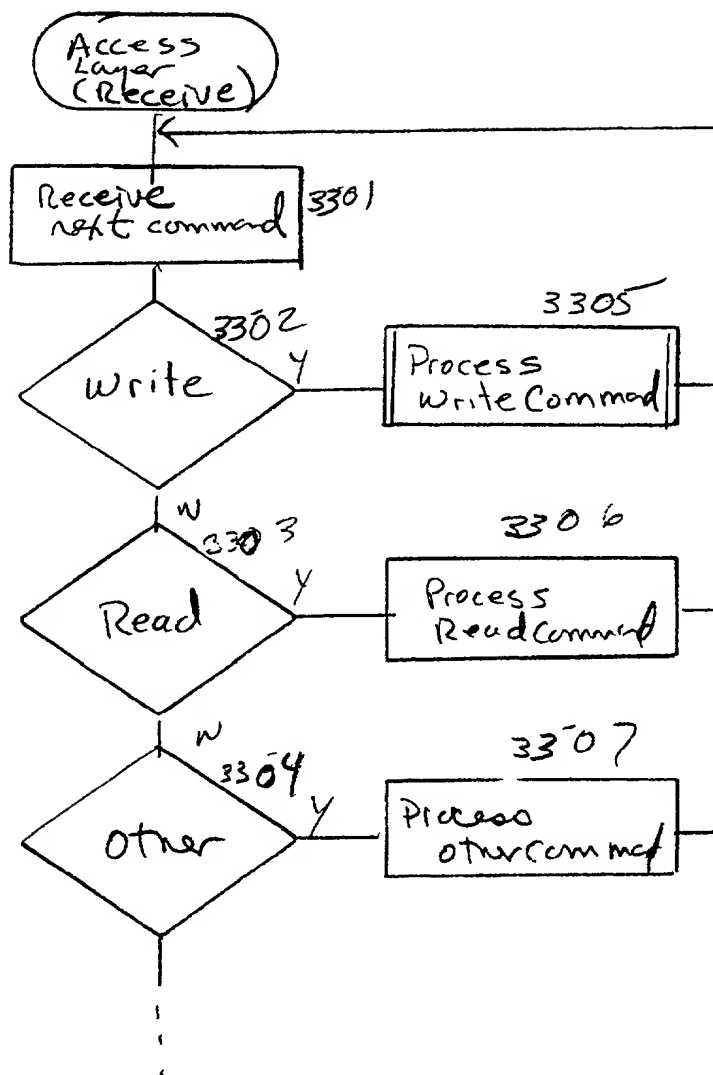 Access
Layer
(Receive)
Receive
next command
3301
3302
Write
Y
3305
Process
Write Command
N
3303
Read
Y
3306
Process
Read Command
N
3304
Other
Y
3307
Process
Other Command